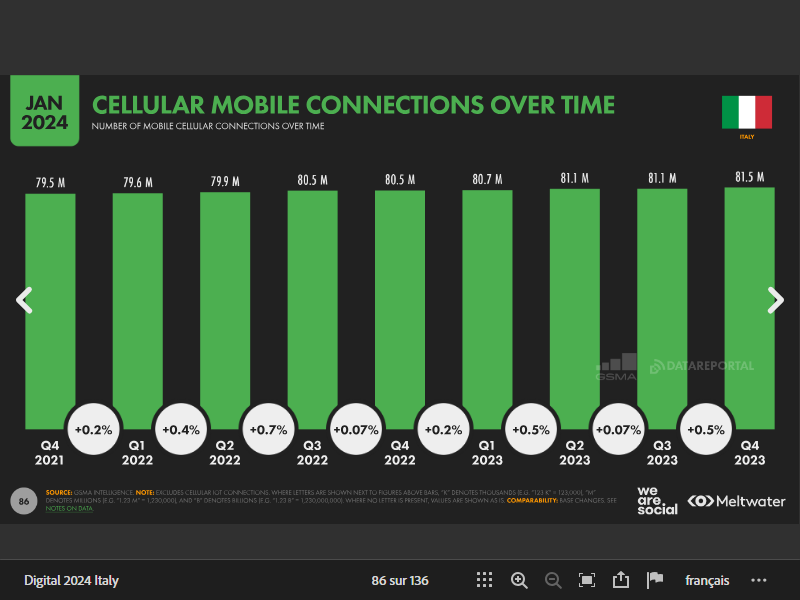 JAN
2024
CELLULAR MOBILE CONNECTIONS OVER TIME
NUMBER OF MOBILE CELLULAR CONNECTIONS OVER TIME
ITALY
79.5 M
79.6 M
79.9 M
80.5 M
80.5 M
80.7 M
81.1 M
81.1 M
81.5 M
GSMA
DATAREPORTAL
+0.2%
+0.4%
+0.7%
+0.07%
+0.2%
+0.5%
+0.07%
+0.5%
Q4
2021
Q1
2022
Q2
2022
Q3
2022
Q4
2022
Q1
2023
Q2
2023
Q3
2023
Q4
2023
86
SOURCE: GSMA INTELLIGENCE. NOTE: EXCLUDES CELLULAR IOT CONNECTIONS. WHERE LETTERS ARE SHOWN NEXT TO FIGURES ABOVE BARS, "K" DENOTES THOUSANDS (E.G. "123 K" = 123,000), "M"
DENOTES MILLIONS (E.G. "1.23 M" = 1,230,000), AND "B" DENOTES BILLIONS (E.G. "1.23 B" = 1,230,000,000). WHERE NO LETTER IS PRESENT, VALUES ARE SHOWN AS IS. COMPARABILITY: BASE CHANGES. SEE
NOTES ON DATA.
we
are.
social
Meltwater
Digital 2024 Italy
86 sur 136
français